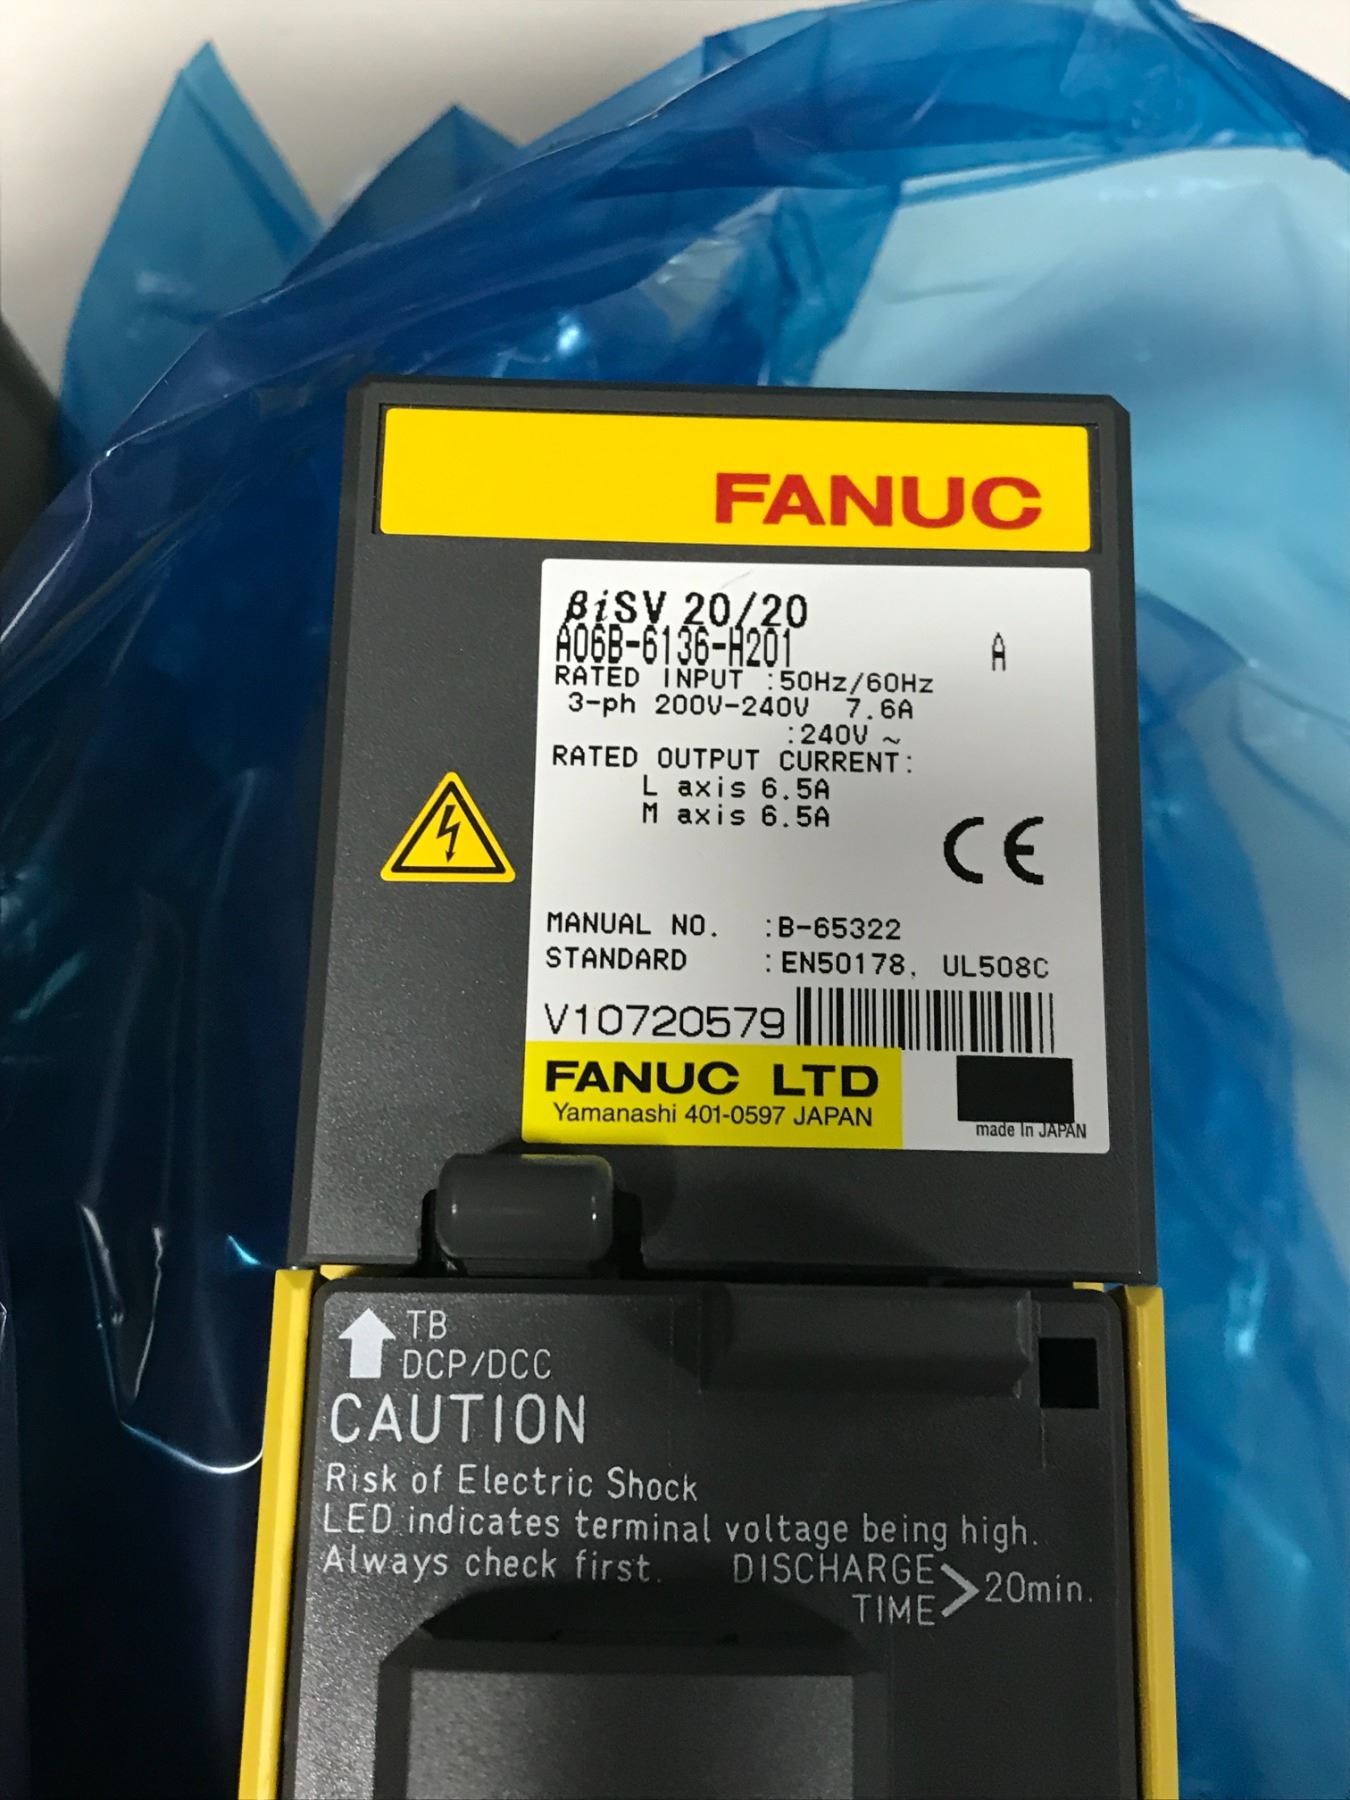 FANUC
βiSV 20/20
A06B-6136-H201 A
RATED INPUT :50Hz/60Hz
3-ph 200V-240V 7.6A
:240V ~
RATED OUTPUT CURRENT:
L axis 6.5A
M axis 6.5A
CE
MANUAL NO. :B-65322
STANDARD :EN50178, UL508C
V10720579
FANUC LTD
Yamanashi 401-0597 JAPAN
made In JAPAN
TB
DCP/DCC
CAUTION
Risk of Electric Shock
LED indicates terminal voltage being high.
Always check first. DISCHARGE TIME > 20min.